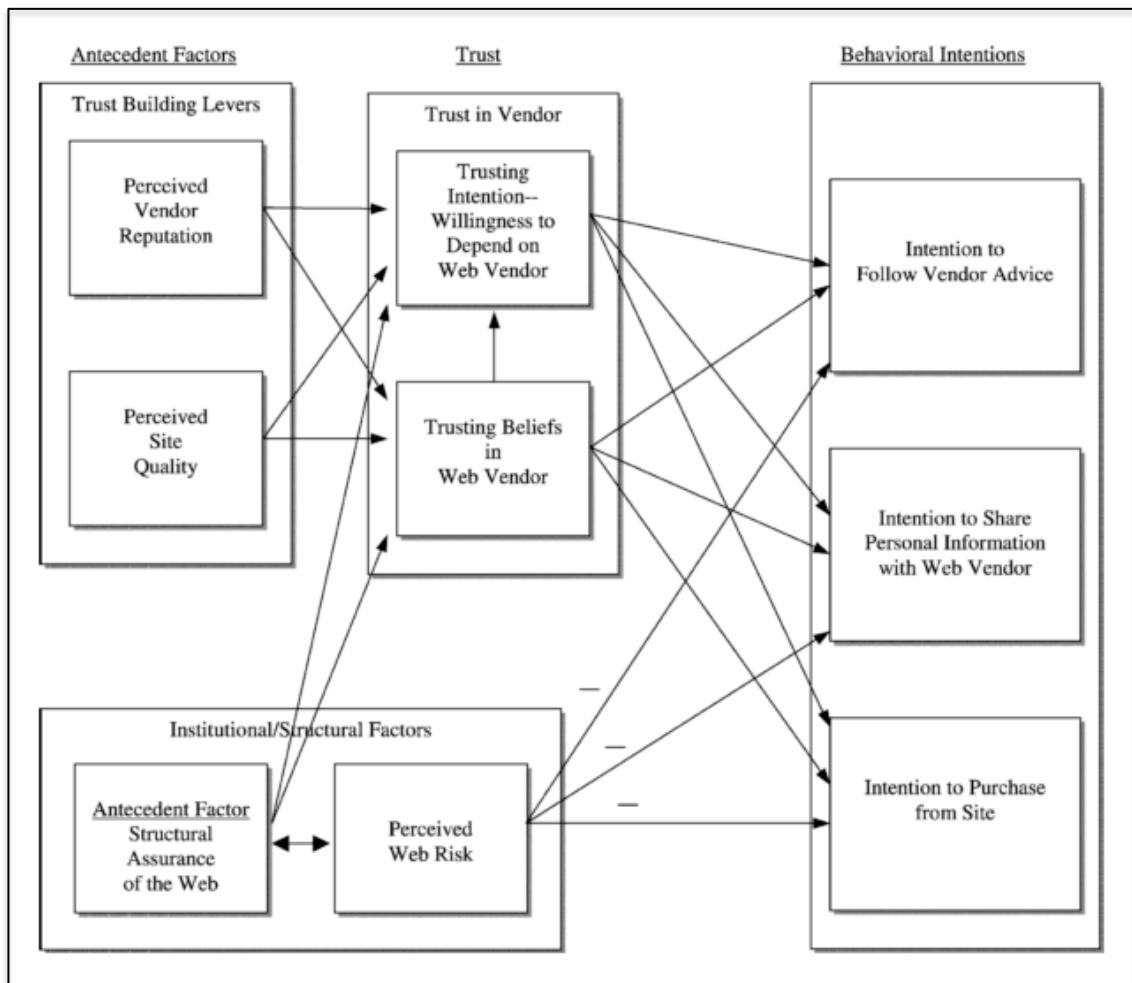 Antecedent Factors
Trust
Behavioral Intentions
Trust Building Levers
Perceived
Vendor
Reputation
Perceived
Site
Quality
Trust in Vendor
Trusting
Intention--
Willingness to
Depend on
Web Vendor
Trusting Beliefs
in
Web Vendor
Intention to
Follow Vendor Advice
Intention to Share
Personal Information
with Web Vendor
Intention to Purchase
from Site
Institutional/Structural Factors
Antecedent Factor
Structural
Assurance
of the Web
Perceived
Web Risk
—
—
—